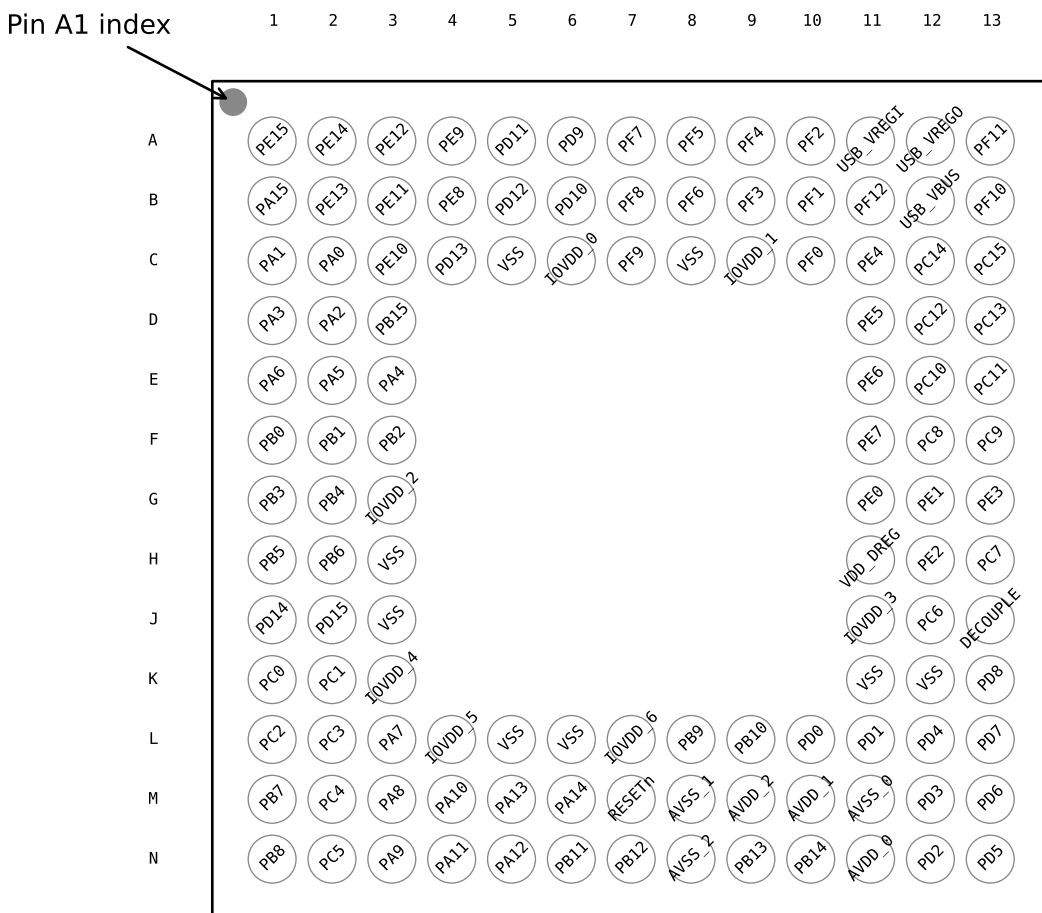 Pin A1 index
1 2 3 4 5 6 7 8 9 10 11 12 13
A PE15 PE14 PE12 PE9 PD11 PD9 PF7 PF5 PF4 PF2 USB_VREGI USB_VREGO PF11
B PA15 PE13 PE11 PE8 PD12 PD10 PF8 PF6 PF3 PF1 PF12 USB_VBUS PF10
C PA1 PA0 PE10 PD13 VSS IOVDD_0 PF9 VSS IOVDD_1 PF0 PE4 PC14 PC15
D PA3 PA2 PB15 PE5 PC12 PC13
E PA6 PA5 PA4 PE6 PC10 PC11
F PB0 PB1 PB2 PE7 PC8 PC9
G PB3 PB4 IOVDD_2 PE0 PE1 PE3
H PB5 PB6 VSS VDD_DREG PE2 PC7
J PD14 PD15 VSS IOVDD_3 PC6 DECOUPLE
K PC0 PC1 IOVDD_4 VSS VSS PD8
L PC2 PC3 PA7 IOVDD_5 VSS VSS IOVDD_6 PB9 PB10 PD0 PD1 PD4 PD7
M PB7 PC4 PA8 PA10 PA13 PA14 RESETn AVSS_1 AVDD_2 AVDD_1 AVSS_0 PD3 PD6
N PB8 PC5 PA9 PA11 PA12 PB11 PB12 AVSS_2 PB13 PB14 AVDD_0 PD2 PD5